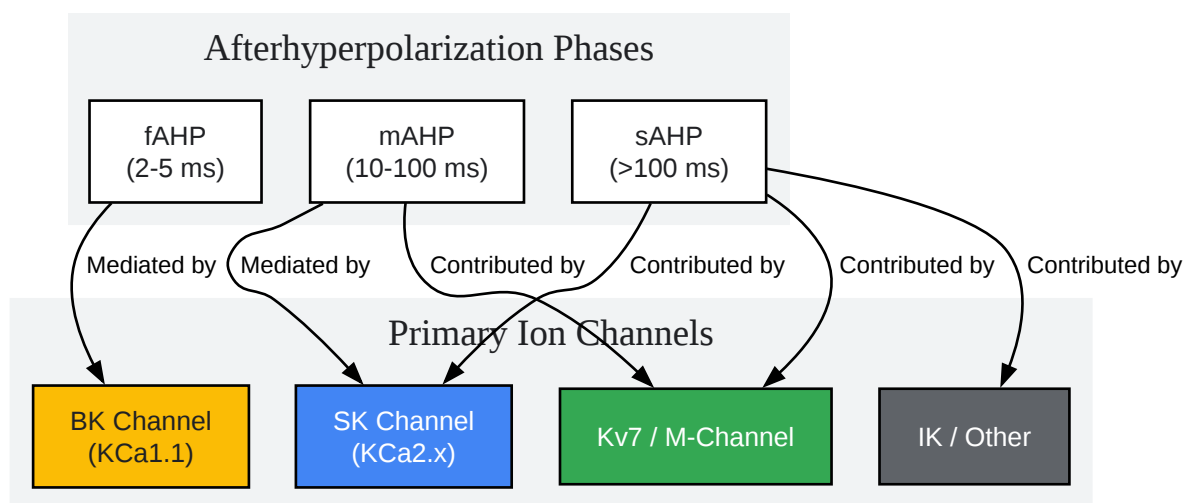 Afterhyperpolarization Phases
fAHP
(2-5 ms)
mAHP
(10-100 ms)
sAHP
(>100 ms)
Mediated by
Mediated by
Contributed by
Contributed by
Contributed by
Contributed by
Primary Ion Channels
BK Channel
(KCa1.1)
SK Channel
(KCa2.x)
Kv7 / M-Channel
IK / Other